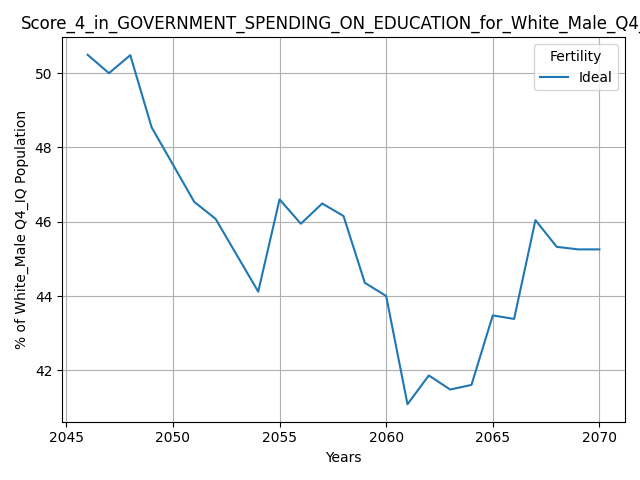 Score_4_in_GOVERNMENT_SPENDING_ON_EDUCATION_for_White_Male_Q4_
Fertility
Ideal
% of White_Male Q4_IQ Population
50
48
46
44
42
2045 2050 2055 2060 2065 2070
Years